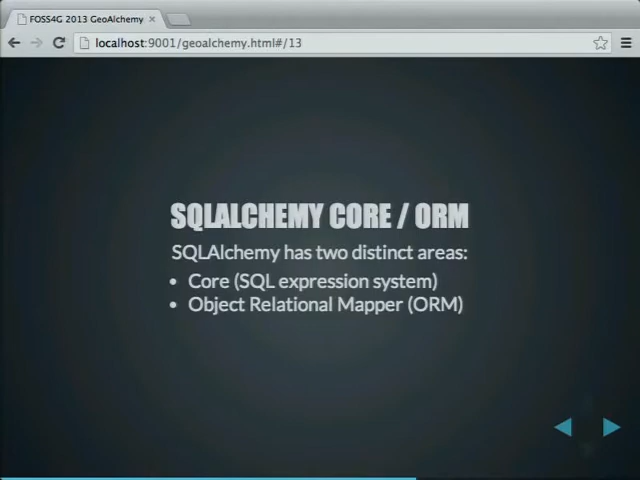 FOSS4G 2013 GeoAlchemy
localhost:9001/geoalchemy.html#/13
SQLALCHEMY CORE / ORM
SQLAlchemy has two distinct areas:
• Core (SQL expression system)
• Object Relational Mapper (ORM)